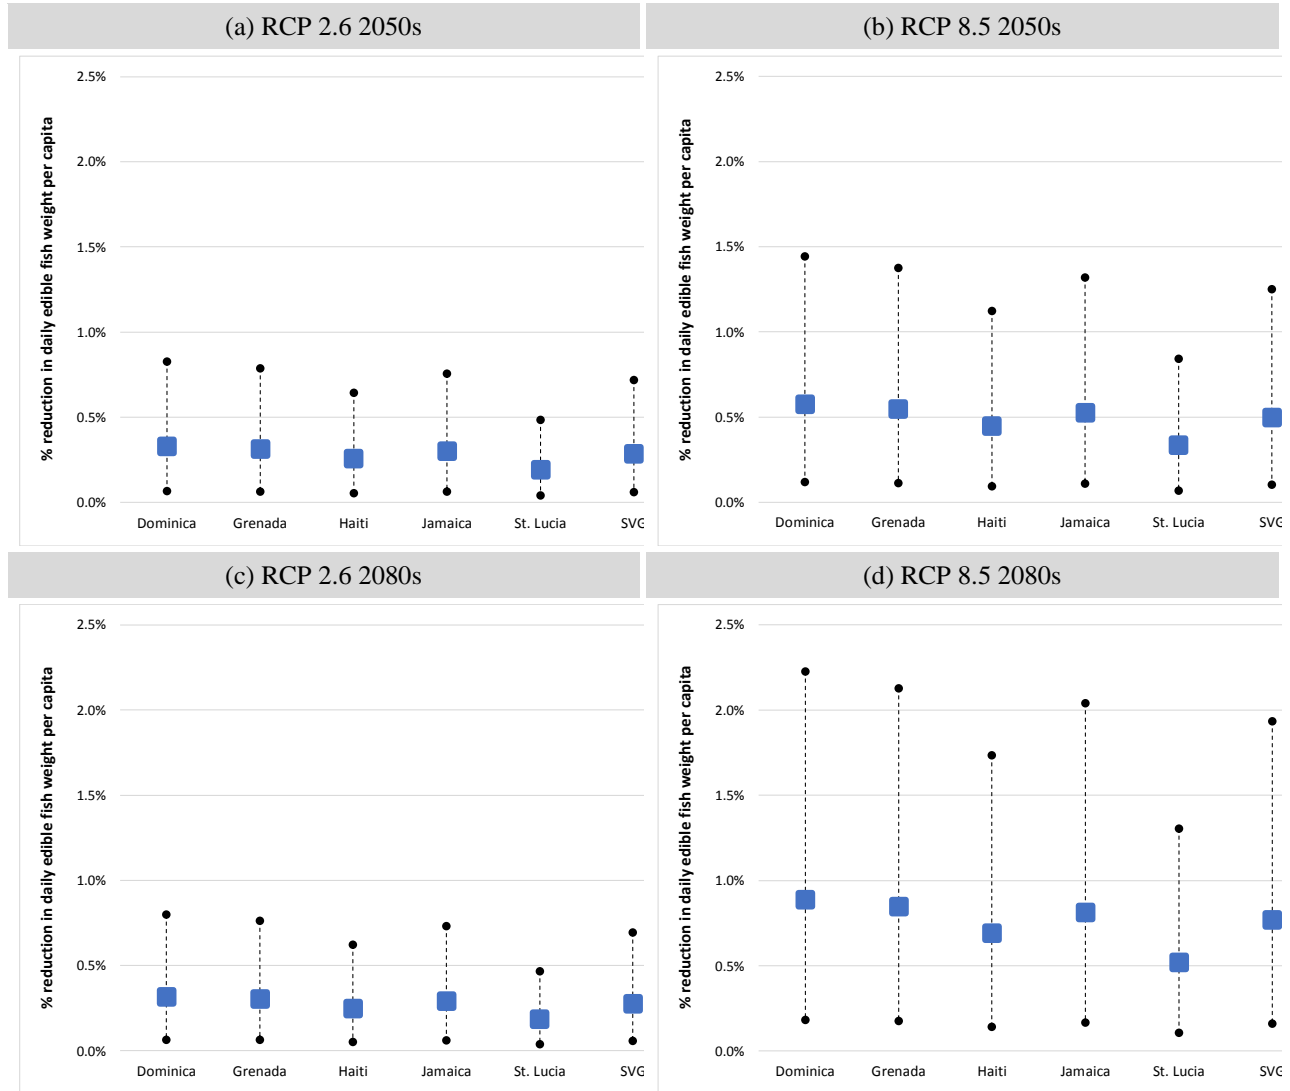 (a) RCP 2.6 2050s
% reduction in daily edible fish weight per capita
2.5%
2.0%
1.5%
1.0%
0.5%
0.0%
Dominica Grenada Haiti Jamaica St. Lucia SVG
(b) RCP 8.5 2050s
% reduction in daily edible fish weight per capita
2.5%
2.0%
1.5%
1.0%
0.5%
0.0%
Dominica Grenada Haiti Jamaica St. Lucia SVG
(c) RCP 2.6 2080s
% reduction in daily edible fish weight per capita
2.5%
2.0%
1.5%
1.0%
0.5%
0.0%
Dominica Grenada Haiti Jamaica St. Lucia SVG
(d) RCP 8.5 2080s
% reduction in daily edible fish weight per capita
2.5%
2.0%
1.5%
1.0%
0.5%
0.0%
Dominica Grenada Haiti Jamaica St. Lucia SVG